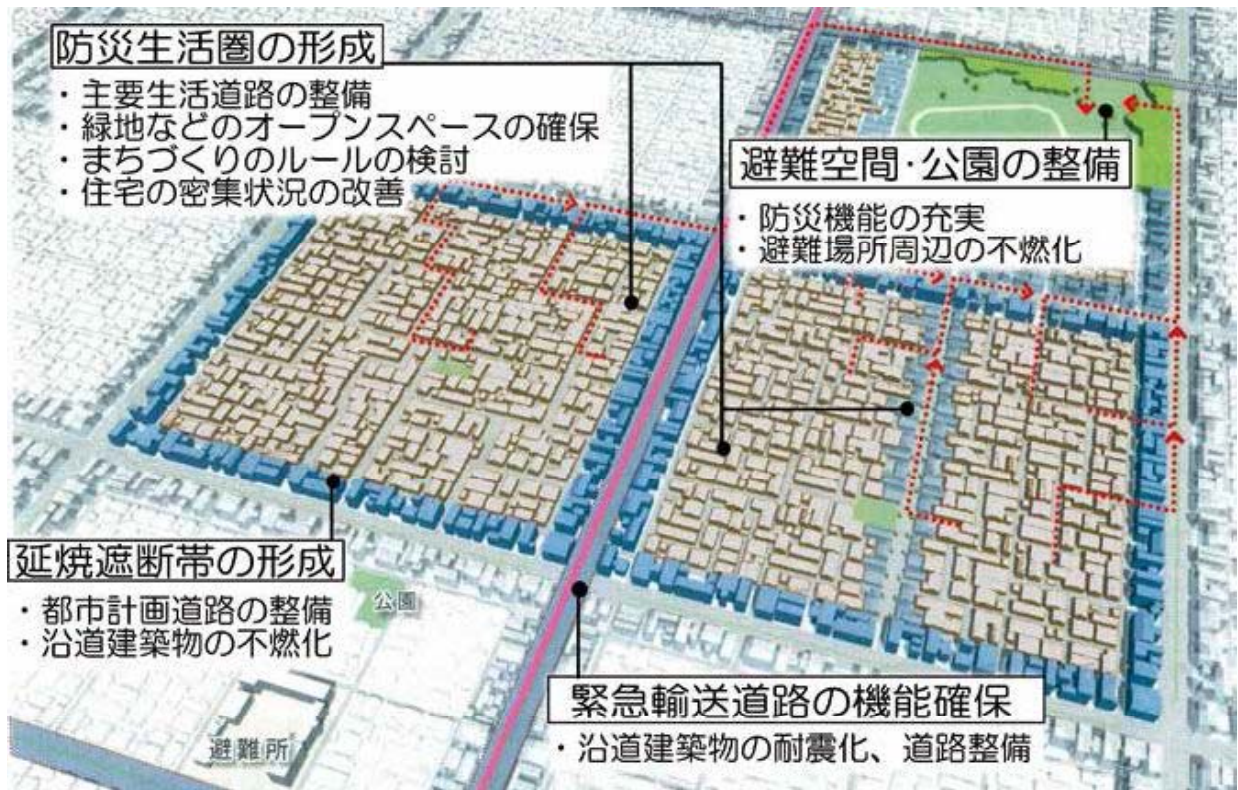 防災生活圏の形成
・主要生活道路の整備
・緑地などのオープンスペースの確保
・まちづくりのルールの検討
・住宅の密集状況の改善
避難空間・公園の整備
・防災機能の充実
・避難場所周辺の不燃化
延焼遮断帯の形成
・都市計画道路の整備
・沿道建築物の不燃化
公園
避難所
緊急輸送道路の機能確保
・沿道建築物の耐震化、道路整備